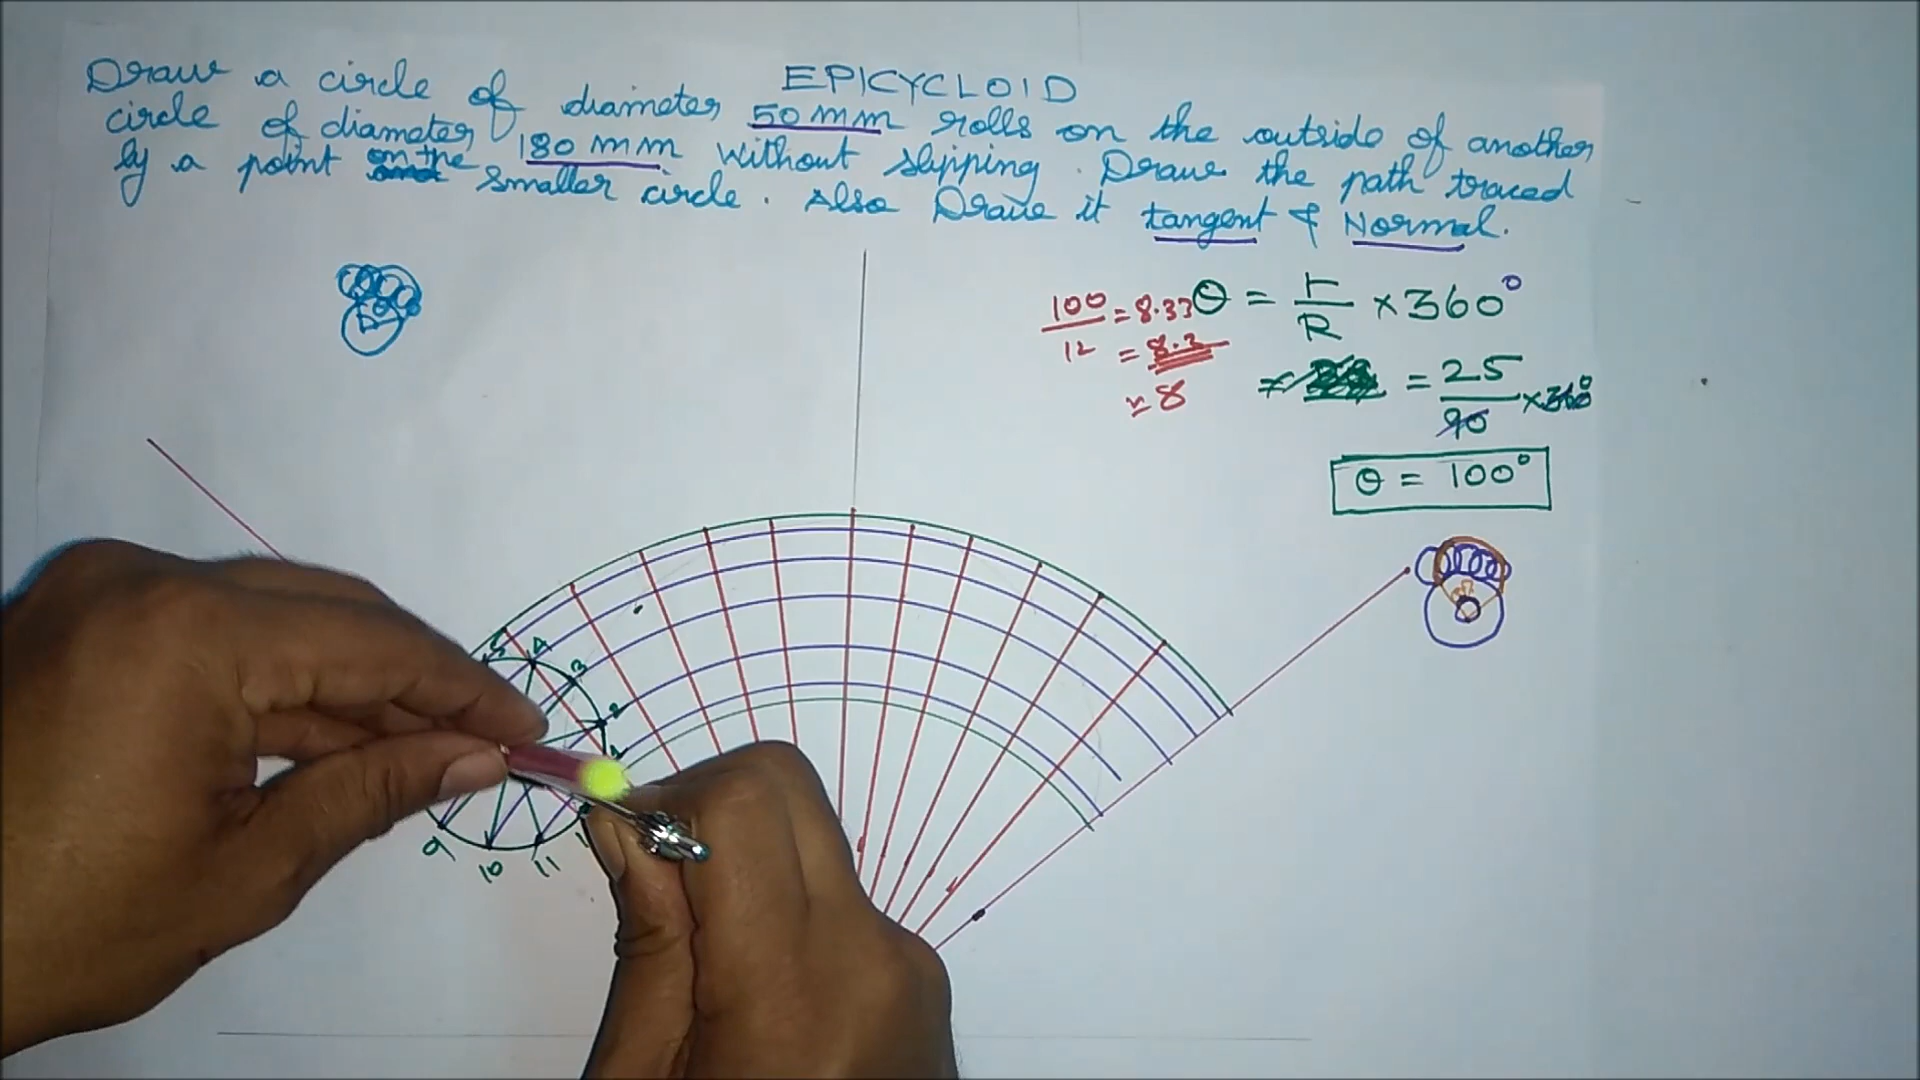 EPICYCLOID
Draw a circle of diameter 50 mm rolls on the outside of another
circle of diameter 180 mm without slipping. Draw the path traced
by a point on the smaller circle. Also Draw it tangent & Normal.
θ = r/R × 360°
= 25/90 × 360°
θ = 100°
100/12 = 8.33
= 8.3
≈ 8
5
4
3
2
1
9
10
11